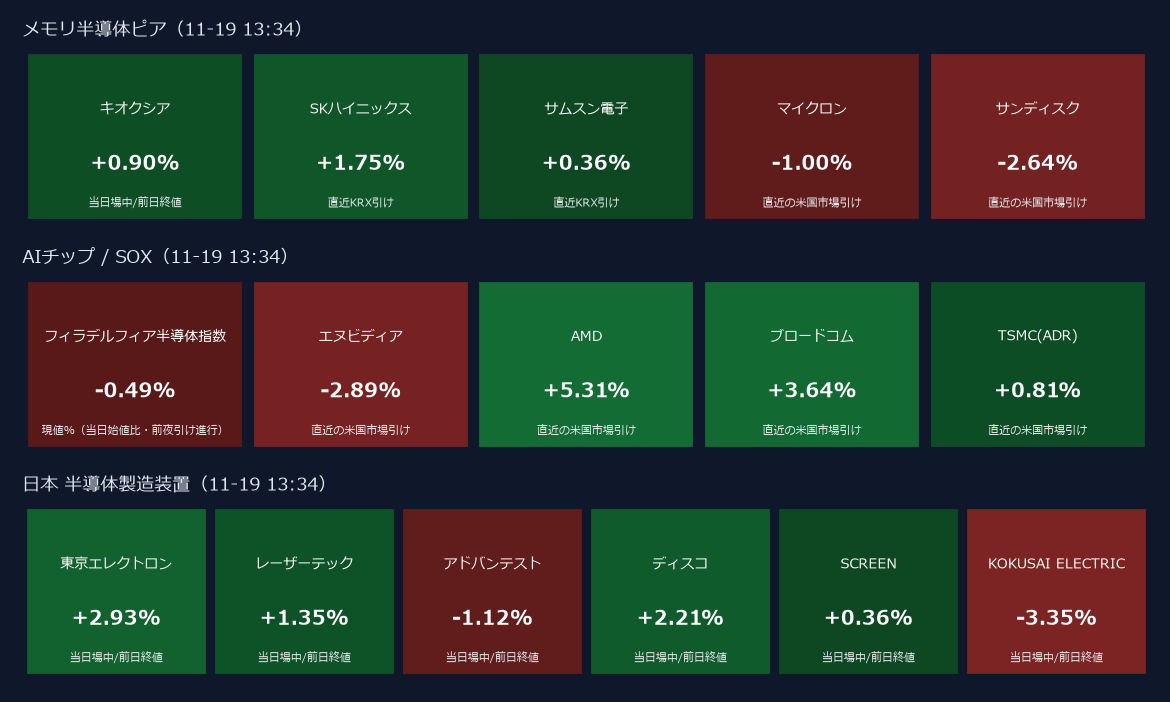 メモリ半導体ピア（11-19 13:34）
キオクシア
+0.90%
当日場中/前日終値
SKハイニックス
+1.75%
直近KRX引け
サムスン電子
+0.36%
直近KRX引け
マイクロン
-1.00%
直近の米国市場引け
サンディスク
-2.64%
直近の米国市場引け
AIチップ / SOX（11-19 13:34）
フィラデルフィア半導体指数
-0.49%
現値%（当日始値比・前夜引け進行）
エヌビディア
-2.89%
直近の米国市場引け
AMD
+5.31%
直近の米国市場引け
ブロードコム
+3.64%
直近の米国市場引け
TSMC(ADR)
+0.81%
直近の米国市場引け
日本 半導体製造装置（11-19 13:34）
東京エレクトロン
+2.93%
当日場中/前日終値
レーザーテック
+1.35%
当日場中/前日終値
アドバンテスト
-1.12%
当日場中/前日終値
ディスコ
+2.21%
当日場中/前日終値
SCREEN
+0.36%
当日場中/前日終値
KOKUSAI ELECTRIC
-3.35%
当日場中/前日終値